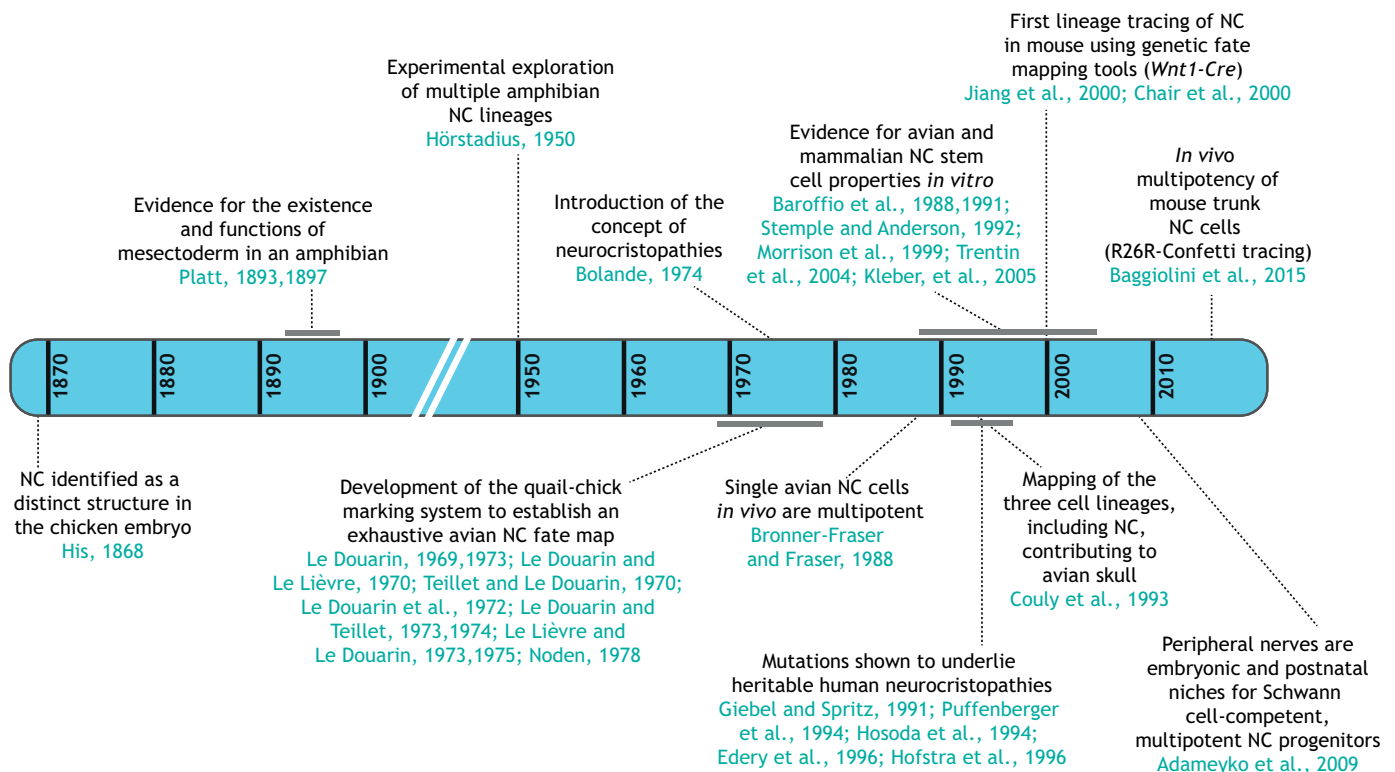 First lineage tracing of NC
in mouse using genetic fate
mapping tools (Wnt1-Cre)
Jiang et al., 2000; Chair et al., 2000
Experimental exploration
of multiple amphibian
NC lineages
Hörstadius, 1950
Evidence for avian and
mammalian NC stem
cell properties in vitro
Baroffio et al., 1988,1991;
Stemple and Anderson, 1992;
Morrison et al., 1999; Trentin
et al., 2004; Kleber, et al., 2005
In vivo
multipotency of
mouse trunk
NC cells
(R26R-Confetti tracing)
Baggiolini et al., 2015
Evidence for the existence
and functions of
mesectoderm in an amphibian
Platt, 1893,1897
Introduction of the
concept of
neurocristopathies
Bolande, 1974
1870
1880
1890
1900
1950
1960
1970
1980
1990
2000
2010
NC identified as a
distinct structure in
the chicken embryo
His, 1868
Development of the quail-chick
marking system to establish an
exhaustive avian NC fate map
Le Douarin, 1969,1973; Le Douarin and
Le Lièvre, 1970; Teillet and Le Douarin, 1970;
Le Douarin et al., 1972; Le Douarin and
Teillet, 1973,1974; Le Lièvre and
Le Douarin, 1973,1975; Noden, 1978
Single avian NC cells
in vivo are multipotent
Bronner-Fraser
and Fraser, 1988
Mapping of the
three cell lineages,
including NC,
contributing to
avian skull
Couly et al., 1993
Mutations shown to underlie
heritable human neurocristopathies
Giebel and Spritz, 1991; Puffenberger
et al., 1994; Hosoda et al., 1994;
Edery et al., 1996; Hofstra et al., 1996
Peripheral nerves are
embryonic and postnatal
niches for Schwann
cell-competent,
multipotent NC progenitors
Adameyko et al., 2009